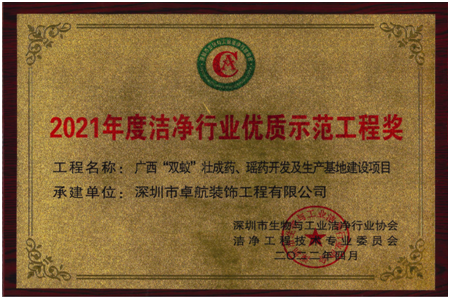 2021年度洁净行业优质示范工程奖
工程名称：广西“双蚁”壮成药、瑶药开发及生产基地建设项目
承建单位：深圳市卓航装饰工程有限公司
深圳市生物与工业洁净行业协会
洁净工程技术专业委员会
二〇二二年四月